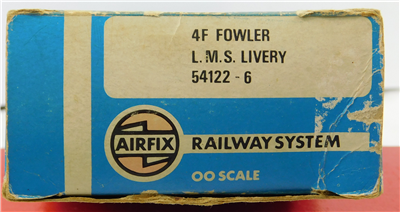 4F FOWLER
L.M.S. LIVERY
54122 - 6
AIRFIX
RAILWAY SYSTEM
OO SCALE